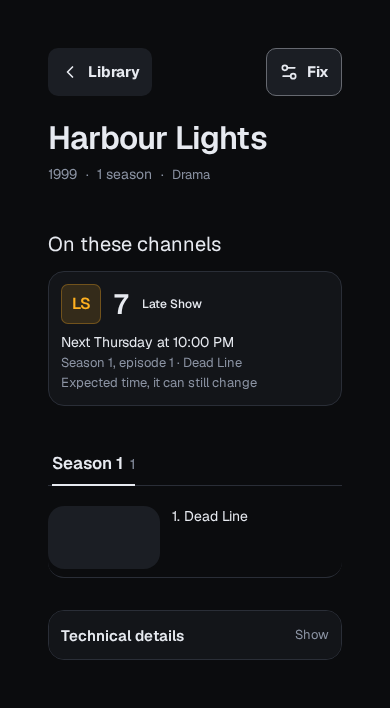 Library
Fix
Harbour Lights
1999 · 1 season · Drama
On these channels
LS 7 Late Show
Next Thursday at 10:00 PM
Season 1, episode 1 · Dead Line
Expected time, it can still change
Season 1 1
1. Dead Line
Technical details Show